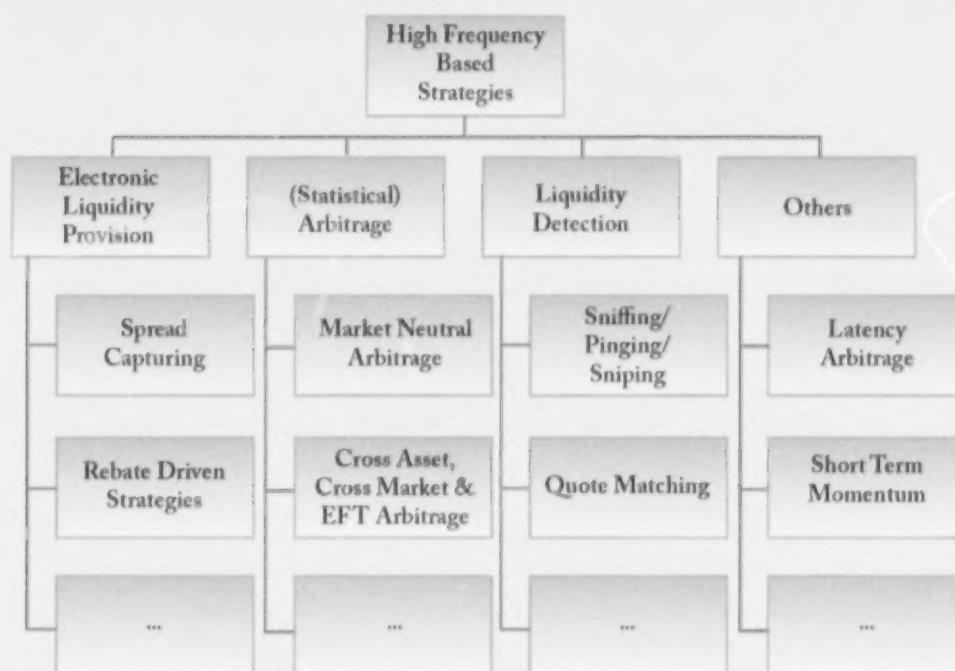 High Frequency
Based
Strategies
Electronic
Liquidity
Provision
(Statistical)
Arbitrage
Liquidity
Detection
Others
Spread
Capturing
Market Neutral
Arbitrage
Sniffing/
Pinging/
Sniping
Latency
Arbitrage
Rebate Driven
Strategies
Cross Asset,
Cross Market &
EFT Arbitrage
Quote Matching
Short Term
Momentum
...
...
...
...